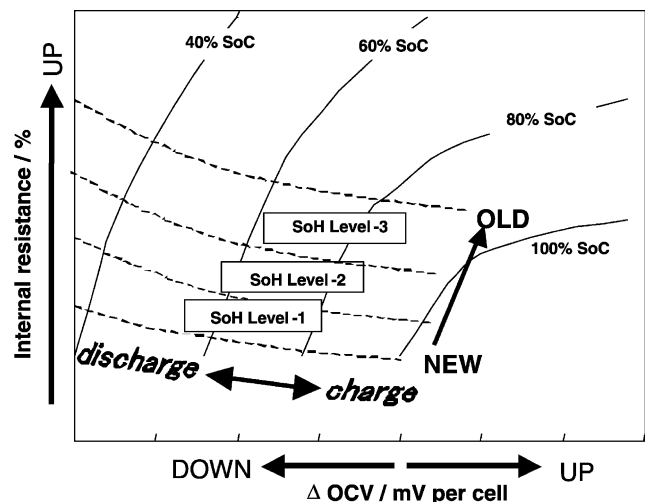 40% SoC
60% SoC
80% SoC
100% SoC
UP
Internal resistance / %
SoH Level-3
SoH Level-2
SoH Level-1
OLD
NEW
discharge
charge
DOWN
UP
Δ OCV / mV per cell